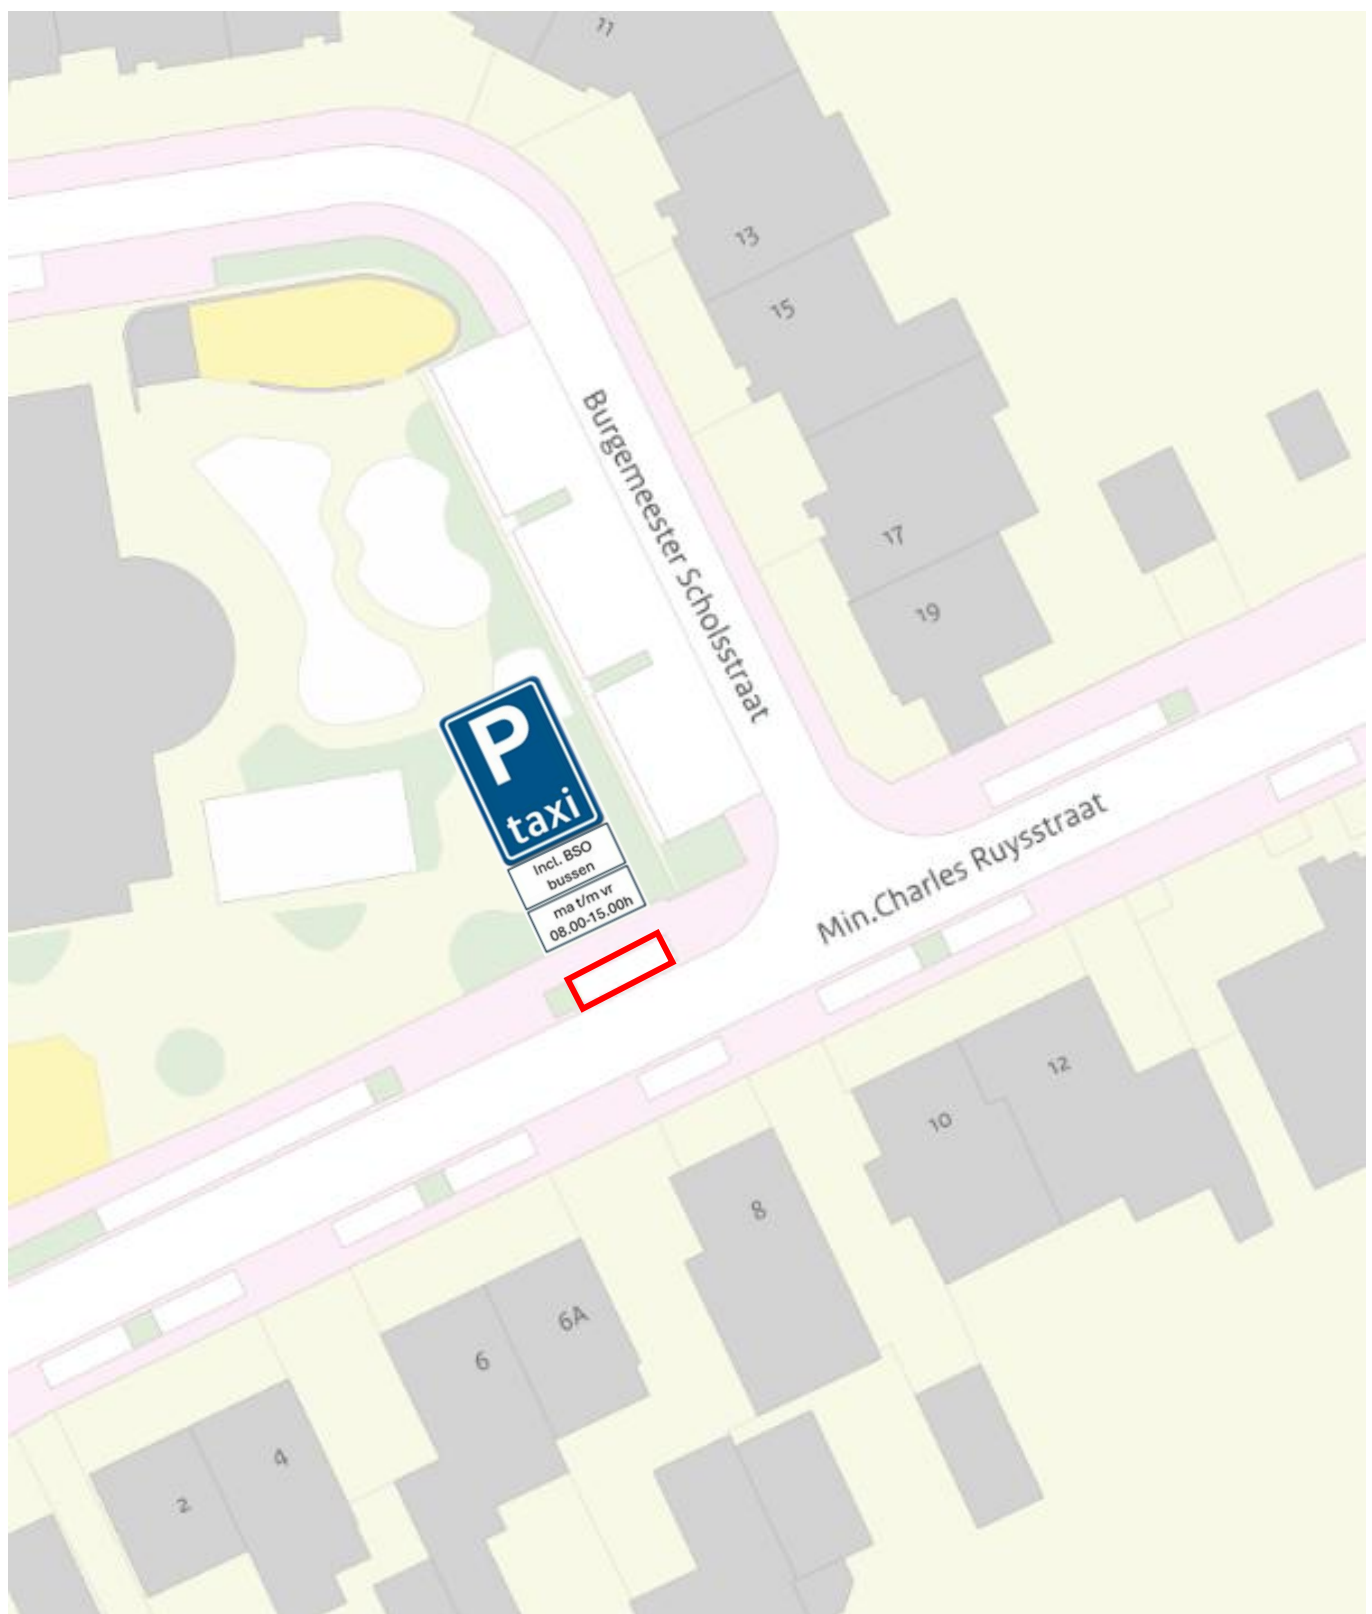 11
13
15
Burgemeester Scholsstraat
17
19
P
taxi
Incl. BSO
bussen
ma t/m vr
08.00-15.00h
Min.Charles Ruysstraat
12
10
8
6A
6
4
2